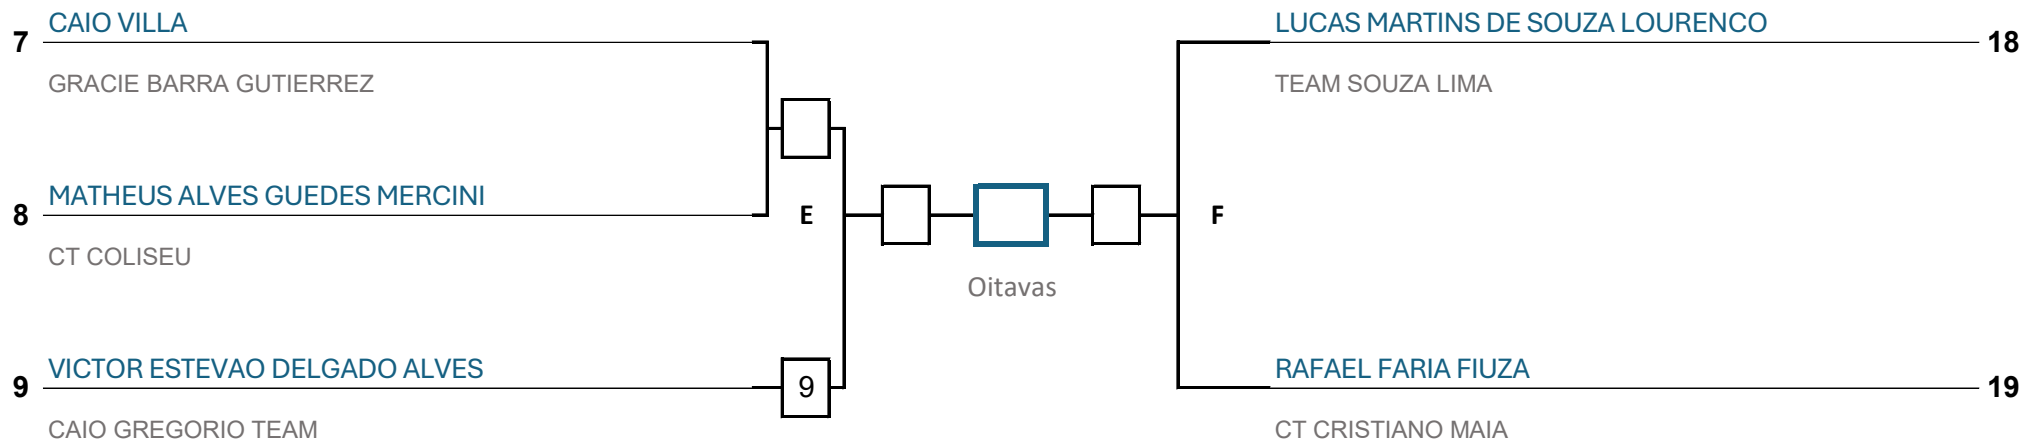 7
CAIO VILLA
GRACIE BARRA GUTIERREZ
8
MATHEUS ALVES GUEDES MERCINI
CT COLISEU
E
9
VICTOR ESTEVAO DELGADO ALVES
9
CAIO GREGORIO TEAM
Oitavas
LUCAS MARTINS DE SOUZA LOURENCO
18
TEAM SOUZA LIMA
F
RAFAEL FARIA FIUZA
19
CT CRISTIANO MAIA